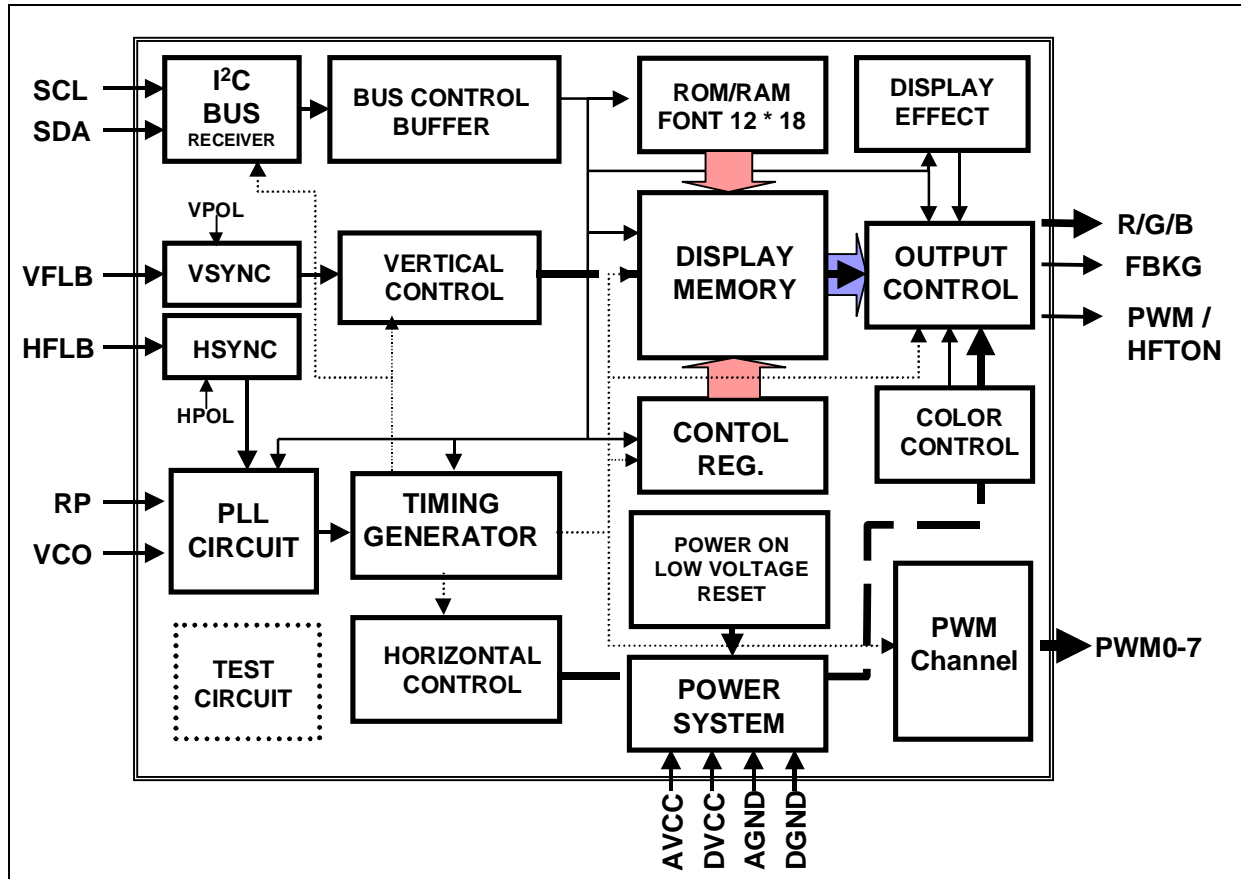 SCL
SDA
I²C
BUS
RECEIVER
BUS CONTROL
BUFFER
ROM/RAM
FONT 12 * 18
DISPLAY
EFFECT
VPOL
VFLB
VSYNC
VERTICAL
CONTROL
DISPLAY
MEMORY
OUTPUT
CONTROL
R/G/B
FBKG
PWM /
HFTON
HFLB
HSYNC
HPOL
CONTOL
REG.
COLOR
CONTROL
RP
VCO
PLL
CIRCUIT
TIMING
GENERATOR
POWER ON
LOW VOLTAGE
RESET
PWM
Channel
PWM0-7
TEST
CIRCUIT
HORIZONTAL
CONTROL
POWER
SYSTEM
AVCC
DVCC
AGND
DGND